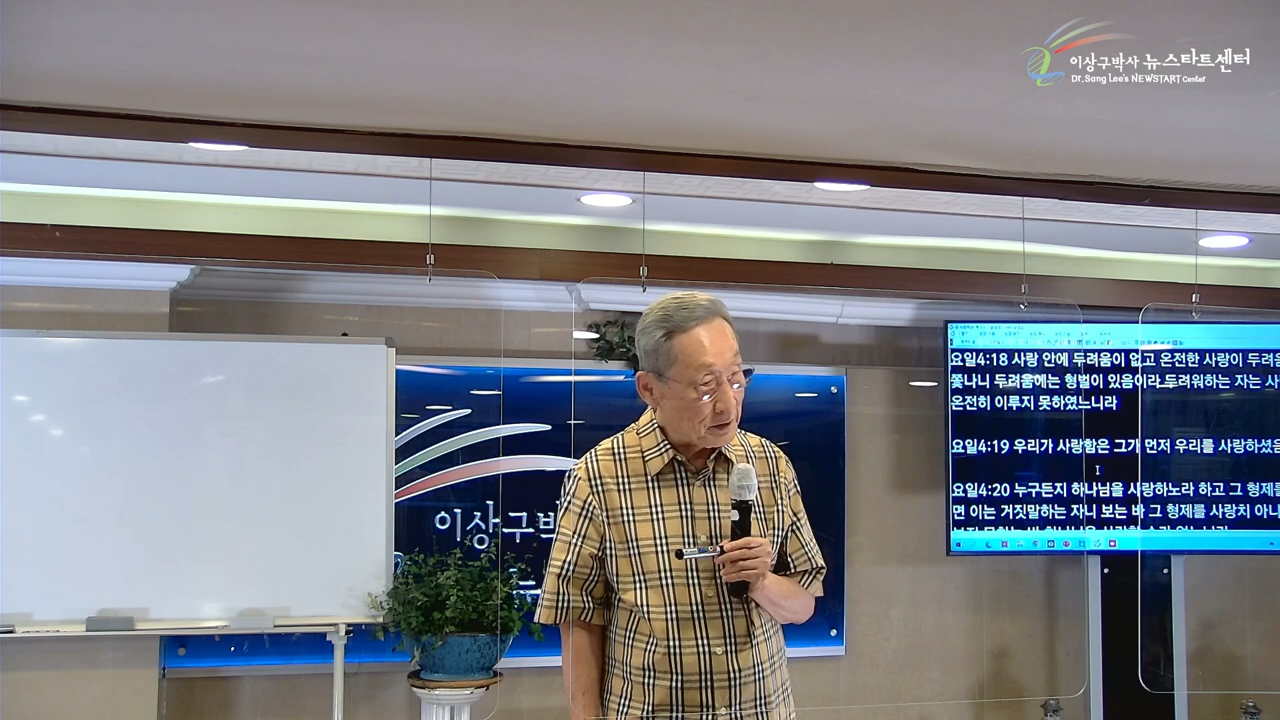 이상구박사 뉴스타트센터
Dr. Sang Lee's NEWSTART Center
이상구박
요일4:18 사랑 안에 두려움이 없고 온전한 사랑이 두려움
쫓나니 두려움에는 형벌이 있음이라 두려워하는 자는 사
온전히 이루지 못하였느니라
요일4:19 우리가 사랑함은 그가 먼저 우리를 사랑하셨음
요일4:20 누구든지 하나님을 사랑하노라 하고 그 형제를
면 이는 거짓말하는 자니 보는 바 그 형제를 사랑치 아니